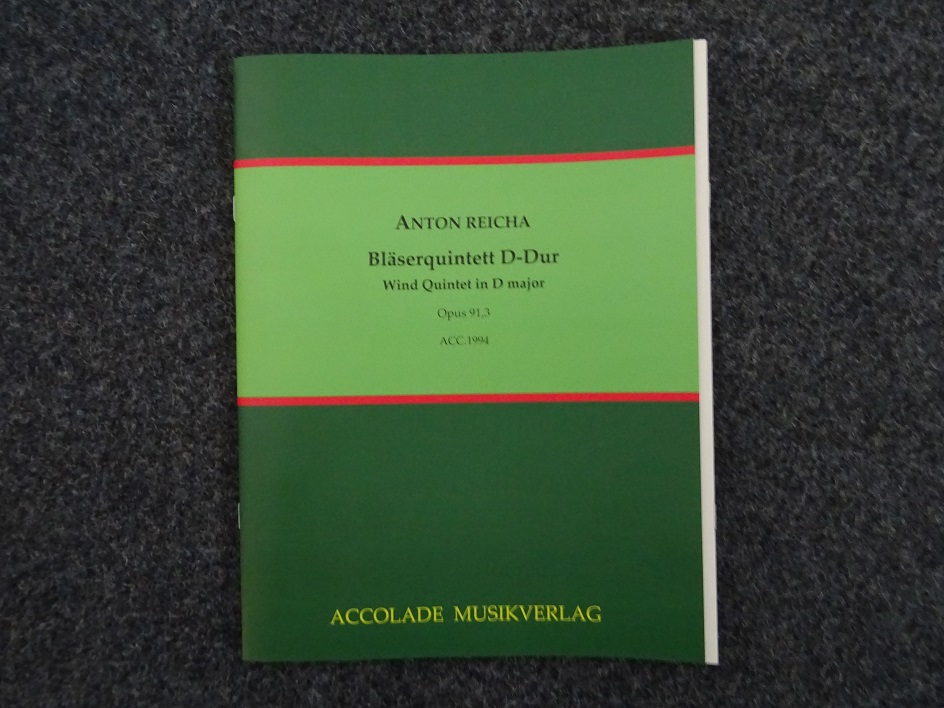 ANTON REICHA
Bläserquintett D-Dur
Wind Quintet in D major
Opus 91,3
ACC.1994
ACCOLADE MUSIKVERLAG